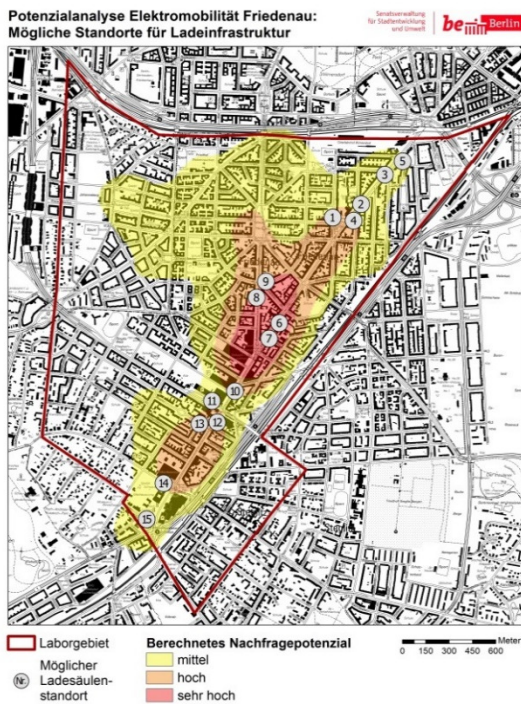 Potenzialanalyse Elektromobilität Friedenau:
Mögliche Standorte für Ladeinfrastruktur
Senatsverwaltung
für Stadtentwicklung
und Umwelt
be Berlin
5
3
2
1
4
9
8
6
7
10
11
13
12
14
15
Laborgebiet
Nr.
Möglicher
Ladesäulen-
standort
Berechnetes Nachfragepotenzial
mittel
hoch
sehr hoch
Meter
0 150 300 450 600